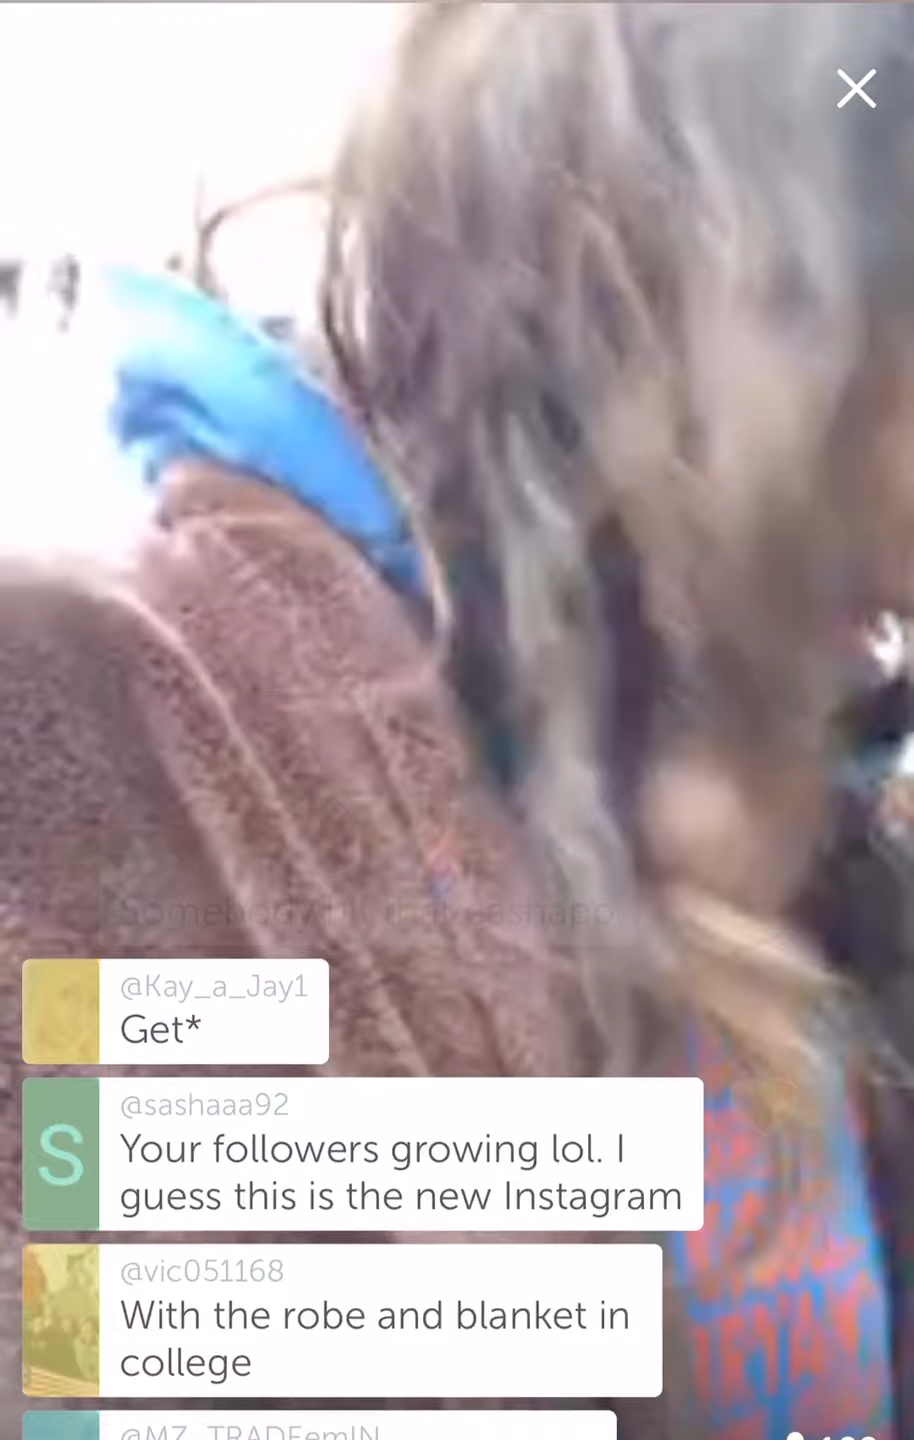 @Kay_a_Jay1
Get*
S
@sashaaa92
Your followers growing lol. I
guess this is the new Instagram
@vic051168
With the robe and blanket in
college